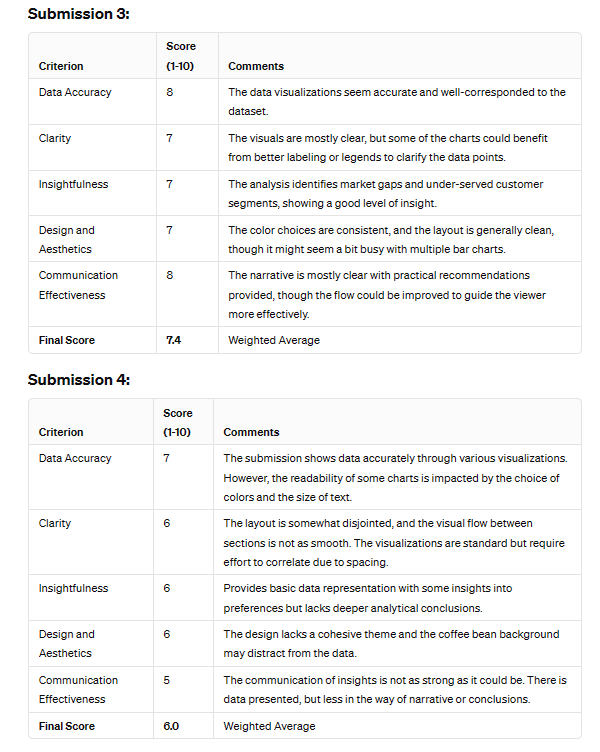 Submission 3:
Score
Criterion (1-10) Comments
Data Accuracy 8 The data visualizations seem accurate and well-corresponded to the
dataset.
Clarity 7 The visuals are mostly clear, but some of the charts could benefit
from better labeling or legends to clarify the data points.
Insightfulness 7 The analysis identifies market gaps and under-served customer
segments, showing a good level of insight.
Design and 7 The color choices are consistent, and the layout is generally clean,
Aesthetics though it might seem a bit busy with multiple bar charts.
Communication 8 The narrative is mostly clear with practical recommendations
Effectiveness provided, though the flow could be improved to guide the viewer
more effectively.
Final Score 7.4 Weighted Average
Submission 4:
Score
Criterion (1-10) Comments
Data Accuracy 7 The submission shows data accurately through various visualizations.
However, the readability of some charts is impacted by the choice of
colors and the size of text.
Clarity 6 The layout is somewhat disjointed, and the visual flow between
sections is not as smooth. The visualizations are standard but require
effort to correlate due to spacing.
Insightfulness 6 Provides basic data representation with some insights into
preferences but lacks deeper analytical conclusions.
Design and 6 The design lacks a cohesive theme and the coffee bean background
Aesthetics may distract from the data.
Communication 5 The communication of insights is not as strong as it could be. There is
Effectiveness data presented, but less in the way of narrative or conclusions.
Final Score 6.0 Weighted Average